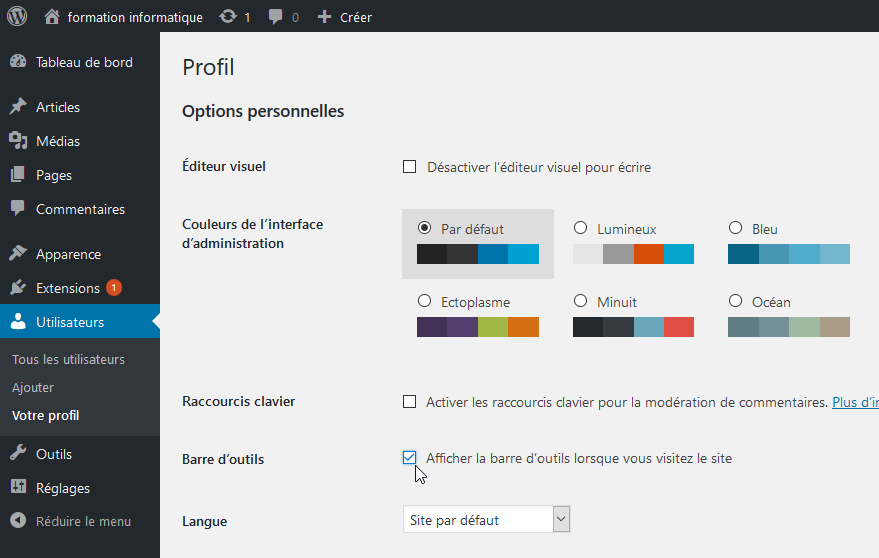 formation informatique 1 0 Créer
Tableau de bord
Articles
Médias
Pages
Commentaires
Apparence
Extensions 1
Utilisateurs
Tous les utilisateurs
Ajouter
Votre profil
Outils
Réglages
Réduire le menu
Profil
Options personnelles
Éditeur visuel
Désactiver l'éditeur visuel pour écrire
Couleurs de l'interface
d'administration
Par défaut
Lumineux
Bleu
Ectoplasme
Minuit
Océan
Raccourcis clavier
Activer les raccourcis clavier pour la modération de commentaires. Plus d'in
Barre d'outils
Afficher la barre d'outils lorsque vous visitez le site
Langue
Site par défaut